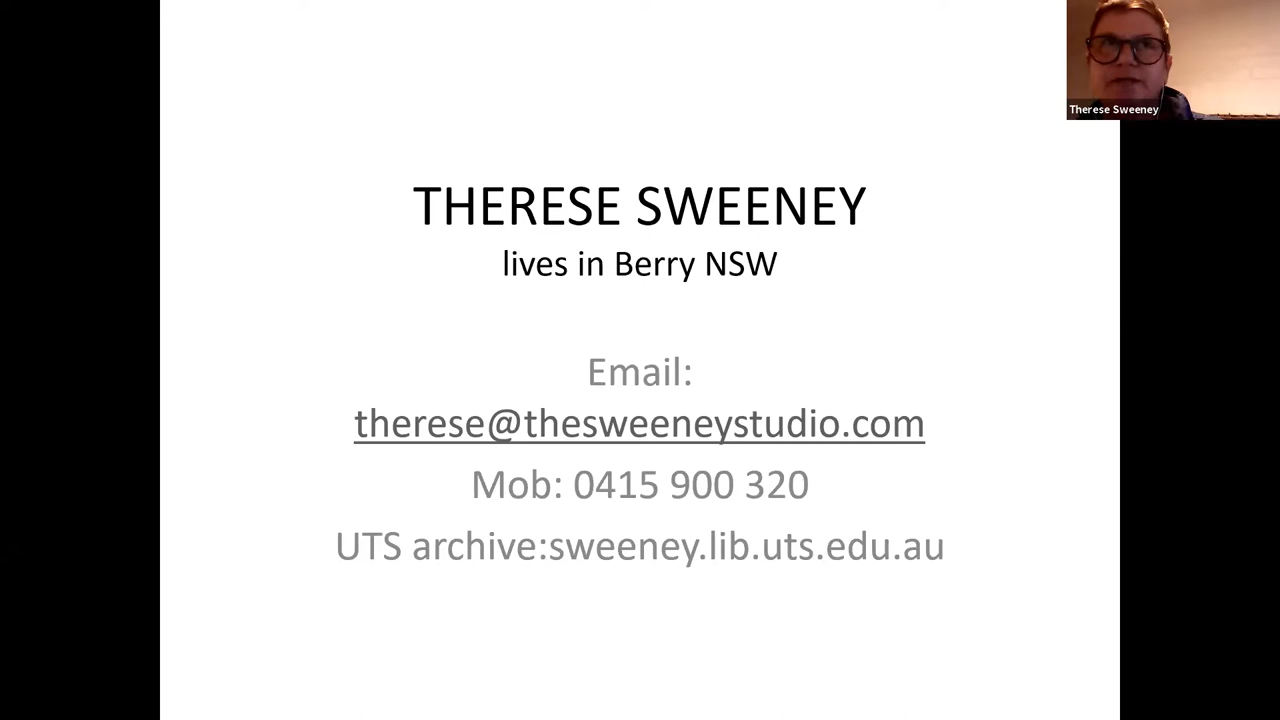 Therese Sweeney
THERESE SWEENEY
lives in Berry NSW
Email:
therese@thesweeneystudio.com
Mob: 0415 900 320
UTS archive:sweeney.lib.uts.edu.au